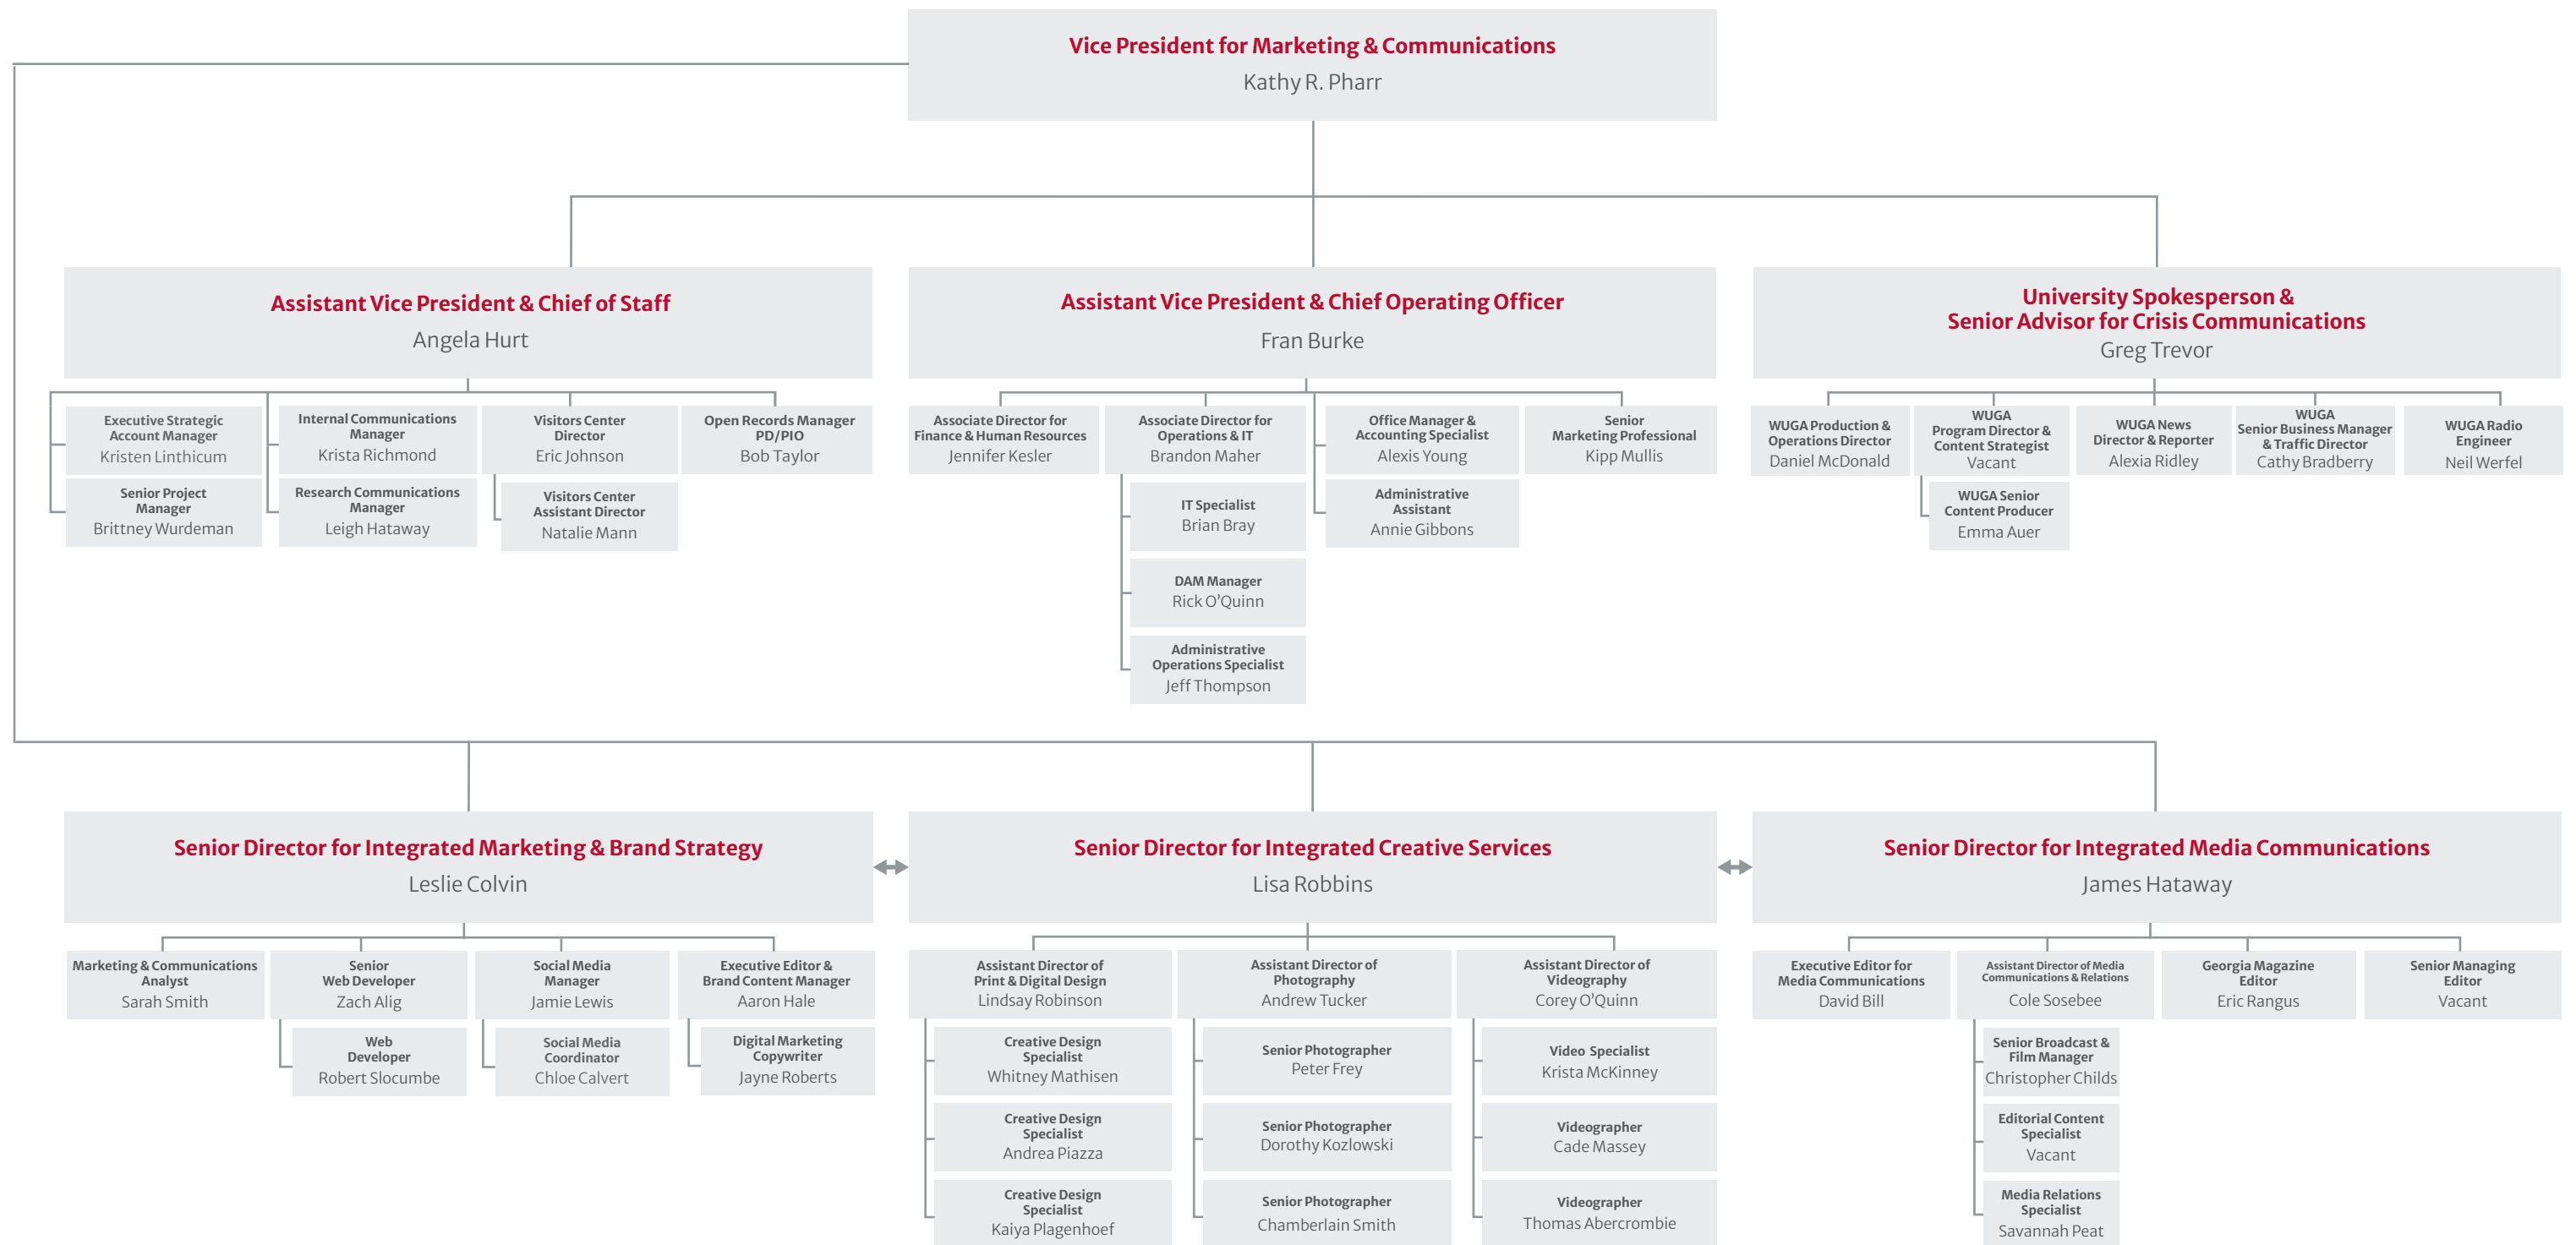 Vice President for Marketing & Communications
Kathy R. Pharr
Assistant Vice President & Chief of Staff
Angela Hurt
Executive Strategic
Account Manager
Kristen Linthicum
Senior Project
Manager
Brittney Wurdeman
Internal Communications
Manager
Krista Richmond
Research Communications
Manager
Leigh Hataway
Visitors Center
Director
Eric Johnson
Visitors Center
Assistant Director
Natalie Mann
Open Records Manager
PD/PIO
Bob Taylor
Assistant Vice President & Chief Operating Officer
Fran Burke
Associate Director for
Finance & Human Resources
Jennifer Kesler
Associate Director for
Operations & IT
Brandon Maher
IT Specialist
Brian Bray
DAM Manager
Rick O’Quinn
Administrative
Operations Specialist
Jeff Thompson
Office Manager &
Accounting Specialist
Alexis Young
Administrative
Assistant
Annie Gibbons
Senior
Marketing Professional
Kipp Mullis
University Spokesperson &
Senior Advisor for Crisis Communications
Greg Trevor
WUGA Production &
Operations Director
Daniel McDonald
WUGA
Program Director &
Content Strategist
Vacant
WUGA Senior
Content Producer
Emma Auer
WUGA News
Director & Reporter
Alexia Ridley
WUGA
Senior Business Manager
& Traffic Director
Cathy Bradberry
WUGA Radio
Engineer
Neil Werfel
Senior Director for Integrated Marketing & Brand Strategy
Leslie Colvin
Marketing & Communications
Analyst
Sarah Smith
Senior
Web Developer
Zach Alig
Web
Developer
Robert Slocumbe
Social Media
Manager
Jamie Lewis
Social Media
Coordinator
Chloe Calvert
Executive Editor &
Brand Content Manager
Aaron Hale
Digital Marketing
Copywriter
Jayne Roberts
Senior Director for Integrated Creative Services
Lisa Robbins
Assistant Director of
Print & Digital Design
Lindsay Robinson
Creative Design
Specialist
Whitney Mathisen
Creative Design
Specialist
Andrea Piazza
Creative Design
Specialist
Kaiya Plagenhoef
Assistant Director of
Photography
Andrew Tucker
Senior Photographer
Peter Frey
Senior Photographer
Dorothy Kozlowski
Senior Photographer
Chamberlain Smith
Assistant Director of
Videography
Corey O’Quinn
Video Specialist
Krista McKinney
Videographer
Cade Massey
Videographer
Thomas Abercrombie
Senior Director for Integrated Media Communications
James Hataway
Executive Editor for
Media Communications
David Bill
Assistant Director of Media
Communications & Relations
Cole Sosebee
Senior Broadcast &
Film Manager
Christopher Childs
Editorial Content
Specialist
Vacant
Media Relations
Specialist
Savannah Peat
Georgia Magazine
Editor
Eric Rangus
Senior Managing
Editor
Vacant